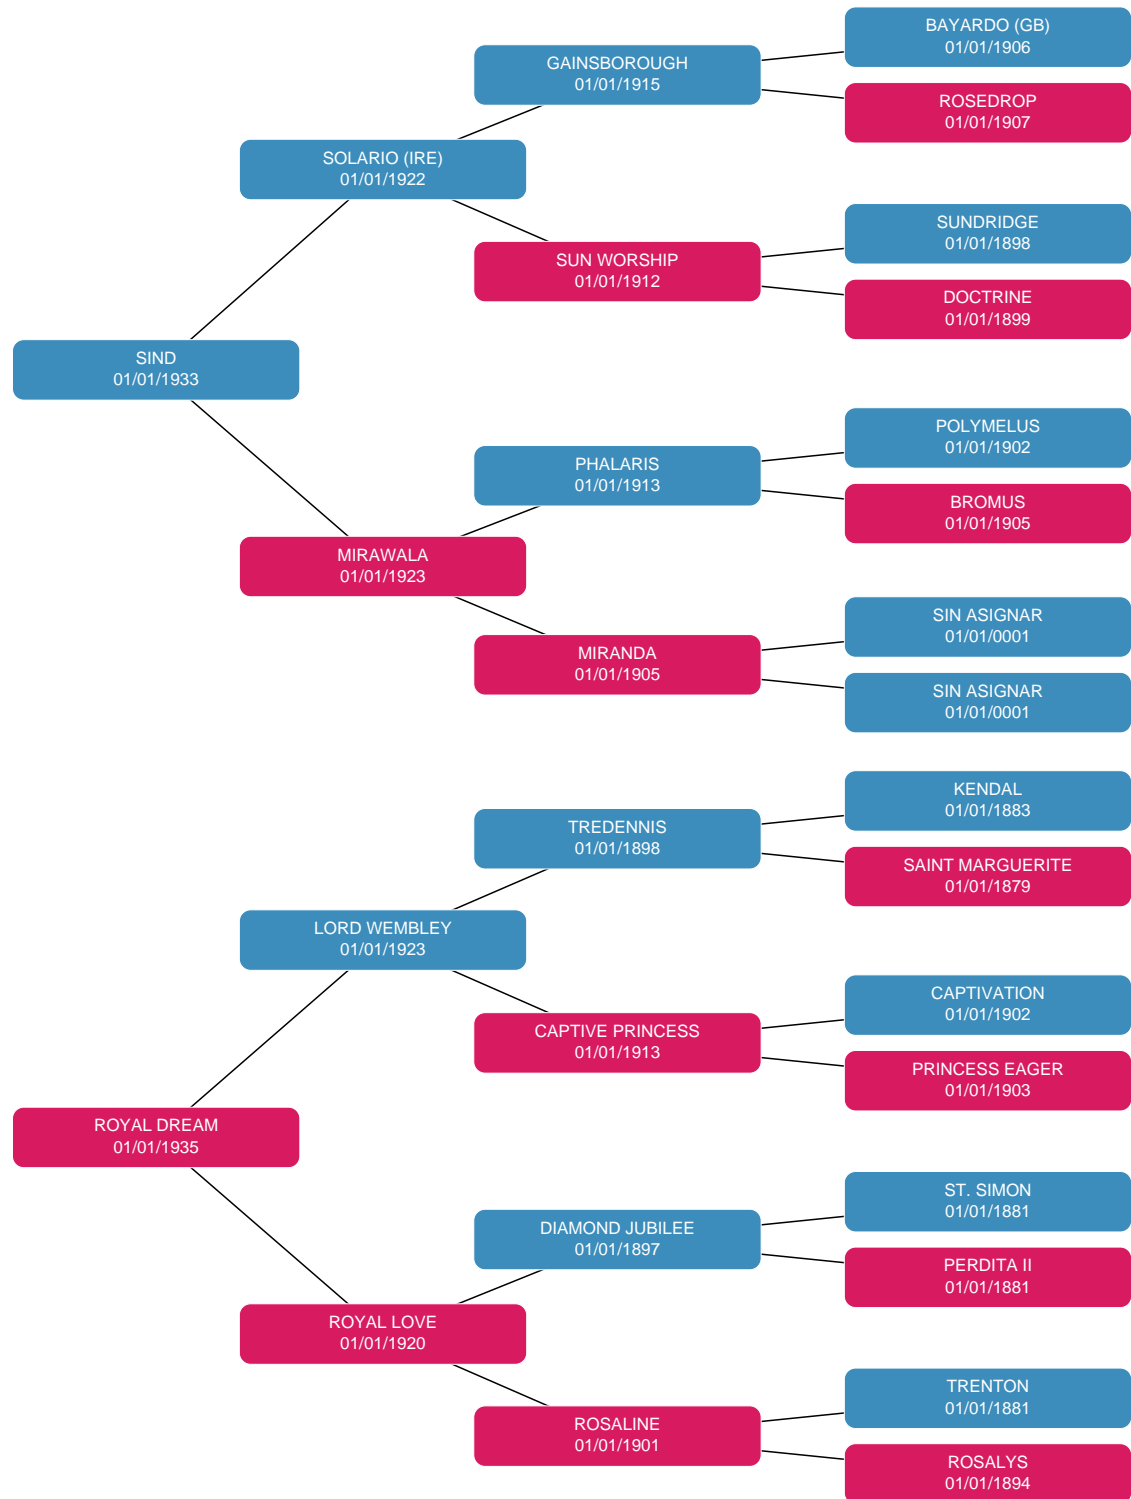 BAYARDO (GB)
01/01/1906
GAINSBOROUGH
01/01/1915
ROSEDROP
01/01/1907
SOLARIO (IRE)
01/01/1922
SUNDRIDGE
01/01/1898
SUN WORSHIP
01/01/1912
DOCTRINE
01/01/1899
SIND
01/01/1933
POLYMELUS
01/01/1902
PHALARIS
01/01/1913
BROMUS
01/01/1905
MIRAWALA
01/01/1923
SIN ASIGNAR
01/01/0001
MIRANDA
01/01/1905
SIN ASIGNAR
01/01/0001
KENDAL
01/01/1883
TREDENNIS
01/01/1898
SAINT MARGUERITE
01/01/1879
LORD WEMBLEY
01/01/1923
CAPTIVATION
01/01/1902
CAPTIVE PRINCESS
01/01/1913
PRINCESS EAGER
01/01/1903
ROYAL DREAM
01/01/1935
ST. SIMON
01/01/1881
DIAMOND JUBILEE
01/01/1897
PERDITA II
01/01/1881
ROYAL LOVE
01/01/1920
TRENTON
01/01/1881
ROSALINE
01/01/1901
ROSALYS
01/01/1894